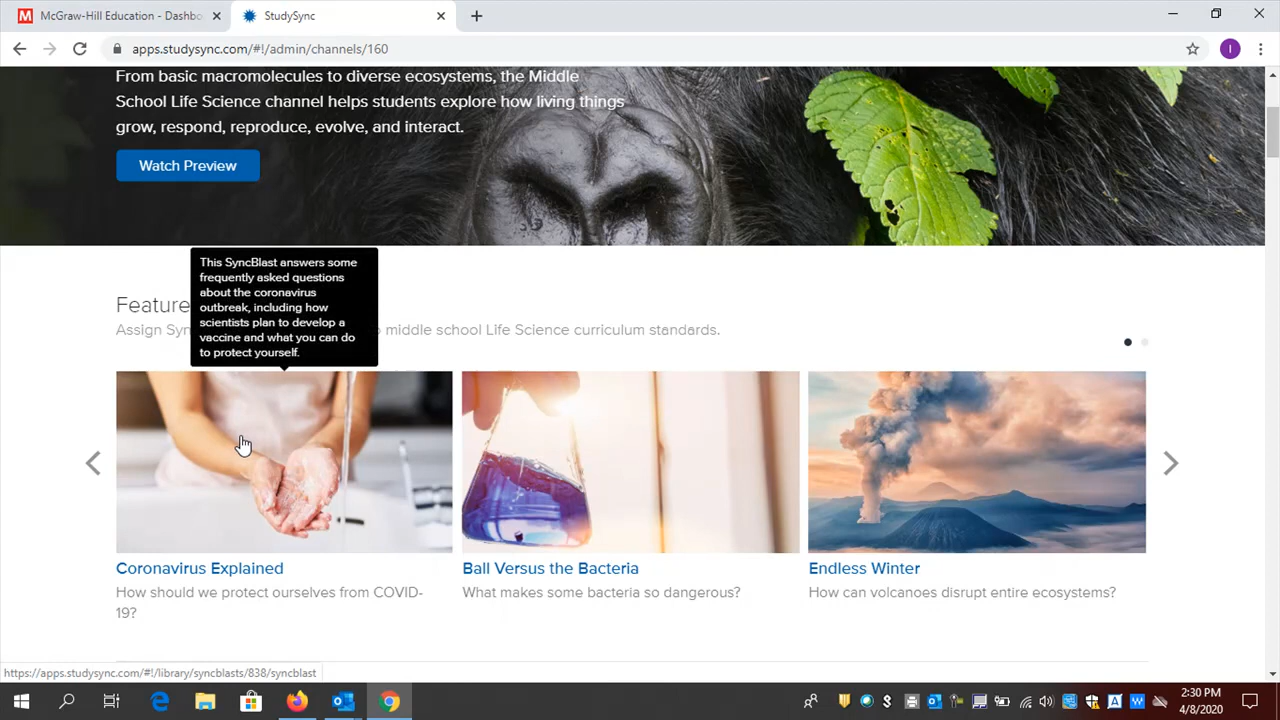 McGraw-Hill Education - Dashbo
StudySync
apps.studysync.com/#!/admin/channels/160
I
From basic macromolecules to diverse ecosystems, the Middle
School Life Science channel helps students explore how living things
grow, respond, reproduce, evolve, and interact.
Watch Preview
This SyncBlast answers some
frequently asked questions
about the coronavirus
outbreak, including how
scientists plan to develop a
vaccine and what you can do
to protect yourself.
Feature
Assign Syn
to middle school Life Science curriculum standards.
Coronavirus Explained
How should we protect ourselves from COVID-
19?
Ball Versus the Bacteria
What makes some bacteria so dangerous?
Endless Winter
How can volcanoes disrupt entire ecosystems?
https://apps.studysync.com/#!/library/syncblasts/838/syncblast
2:30 PM
4/8/2020